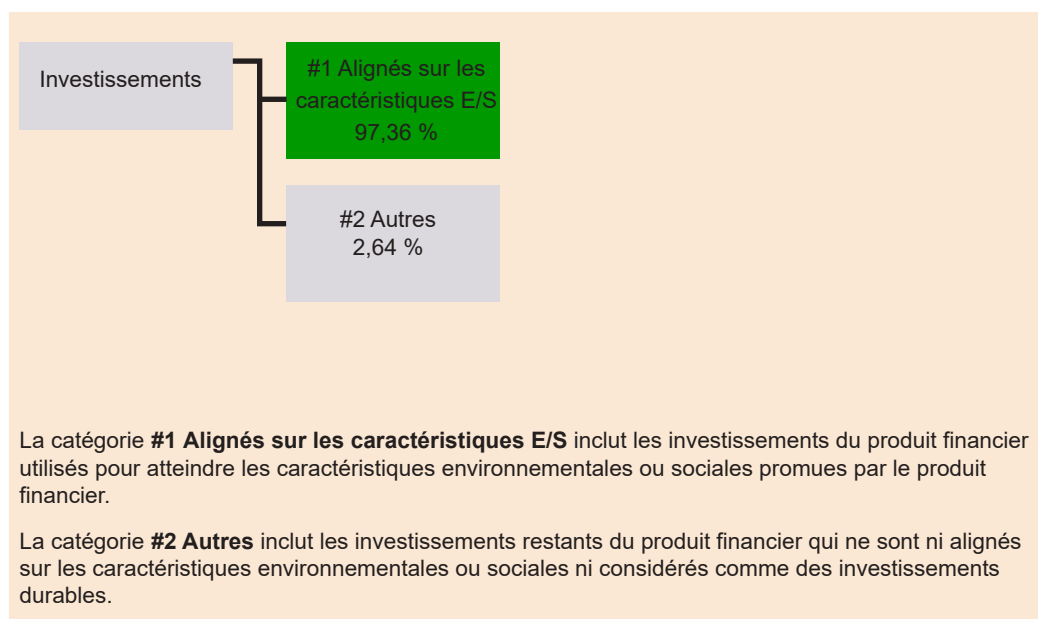 Investissements
#1 Alignés sur les
caractéristiques E/S
97,36 %
#2 Autres
2,64 %
La catégorie #1 Alignés sur les caractéristiques E/S inclut les investissements du produit financier
utilisés pour atteindre les caractéristiques environnementales ou sociales promues par le produit
financier.
La catégorie #2 Autres inclut les investissements restants du produit financier qui ne sont ni alignés
sur les caractéristiques environnementales ou sociales ni considérés comme des investissements
durables.